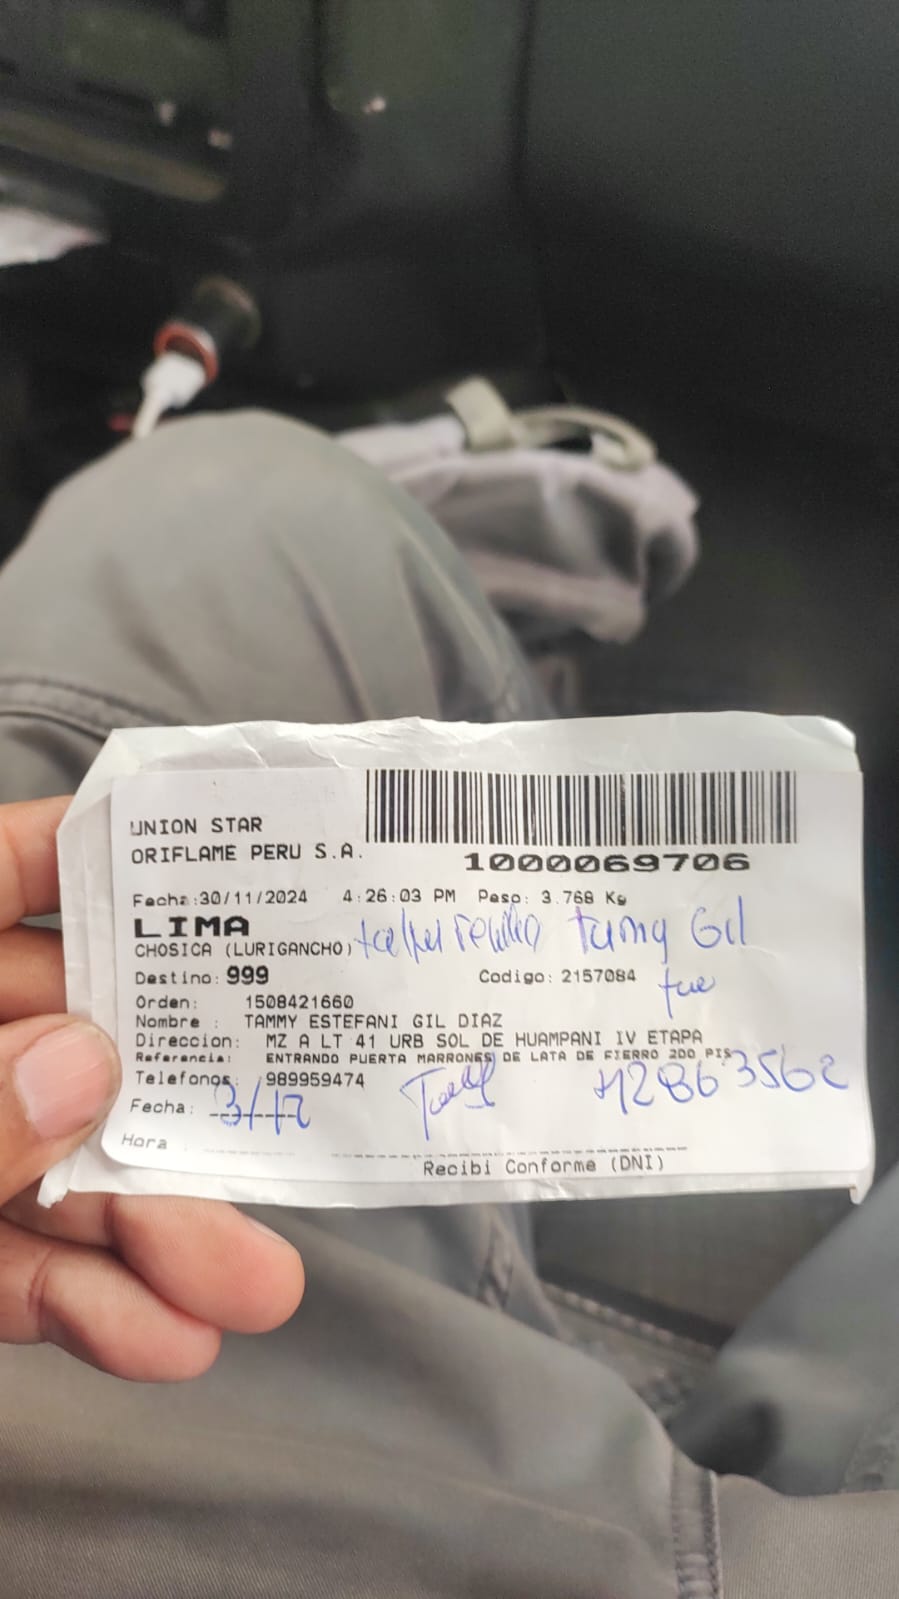 UNION STAR
ORIFLAME PERU S.A.
1000069706
Fecha :30/11/2024 4:26:03 PM Peso: 3.768 Kg
LIMA
CHOSICA (LURIGANCHO) Gil
Destino: 999 Codigo: 2157084
Orden: 1508421660
Nombre : TAMMY ESTEFANI GIL DIAZ
Direccion: MZ A LT 41 URB SOL DE HUAMPANI IV ETAPA
Referencia: ENTRANDO PUERTA MARRONES DE LATA DE FIERRO 2DO PIS
Telefonos: 989959474
Fecha: 3/12 42863562
Hora
Recibi Conforme (DNI)